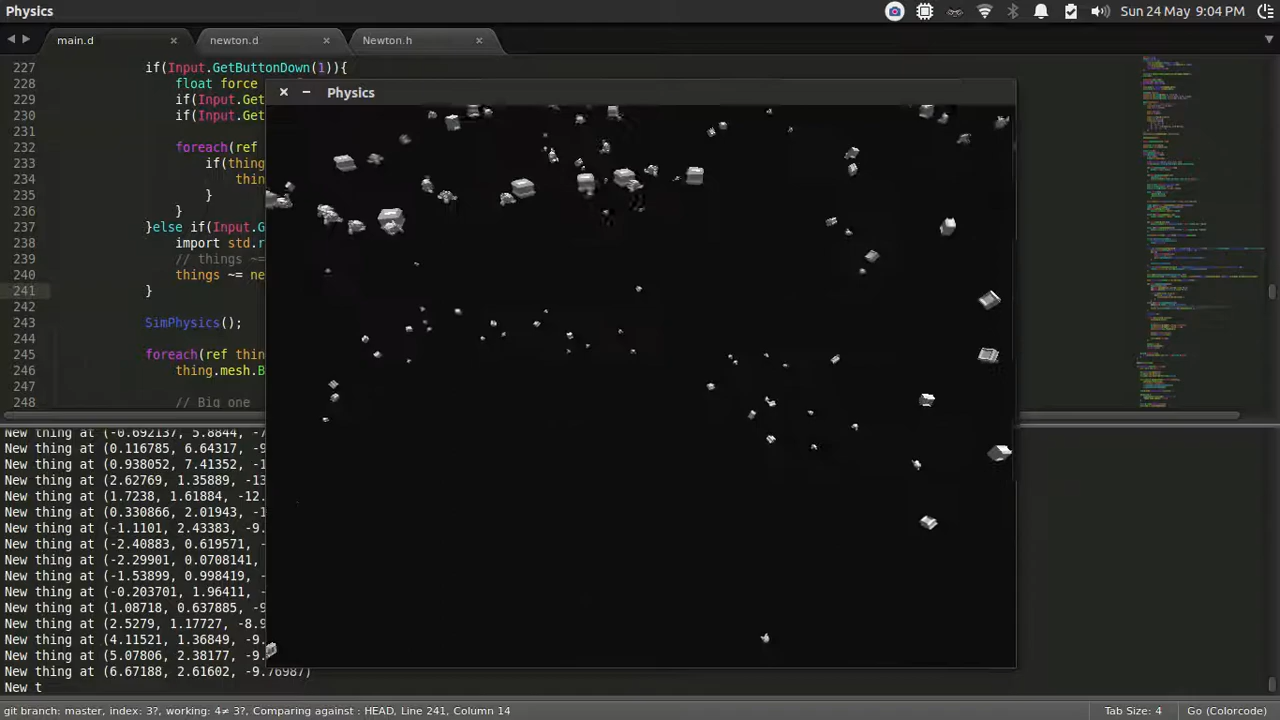 Physics
Sun 24 May 9:04 PM
main.d
newton.d
Newton.h
227 if(Input.GetButtonDown(1)){
228 float force
229 if(Input.Get
230 if(Input.Get
231
232 foreach(ref
233 if(thing
234 thin
235 }
236 }
237 }else if(Input.G
238 import std.r
239 // things ~=
240 things ~= ne
241 }
242
243 SimPhysics();
244
245 foreach(ref thin
246 thing.mesh.B
247
248 // Big one
Physics
New thing at (-0.692137, 5.8844, -7
New thing at (0.116785, 6.64317, -9
New thing at (0.938052, 7.41352, -1
New thing at (2.62769, 1.35889, -13
New thing at (1.7238, 1.61884, -12.
New thing at (0.330866, 2.01943, -1
New thing at (-1.1101, 2.43383, -9.
New thing at (-2.40883, 0.619571, -
New thing at (-2.29901, 0.0708141,
New thing at (-1.53899, 0.998419, -
New thing at (-0.203701, 1.96411, -
New thing at (1.08718, 0.637885, -9
New thing at (2.5279, 1.17727, -8.9
New thing at (4.11521, 1.36849, -9.
New thing at (5.07806, 2.38177, -9.
New thing at (6.67188, 2.61602, -9.76987)
New t
git branch: master, index: 3?, working: 4≠ 3?, Comparing against : HEAD, Line 241, Column 14
Tab Size: 4
Go (Colorcode)